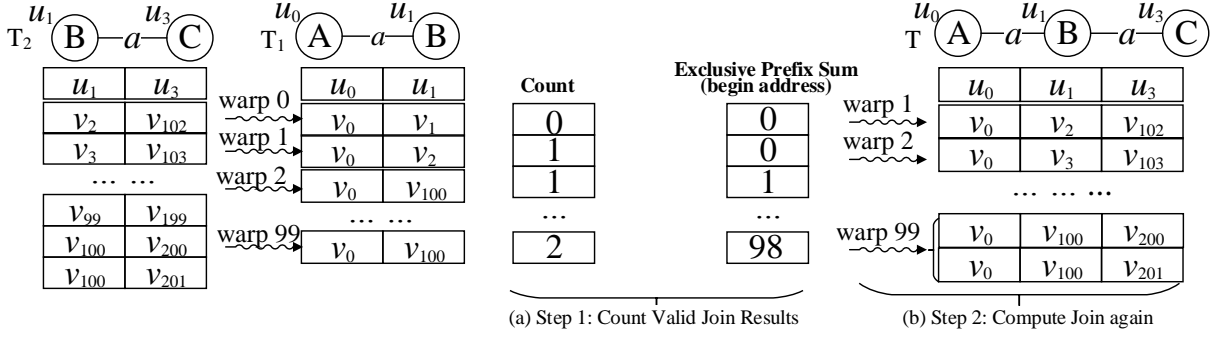 u1 u3
T2 B a C
u1 u3
v2 v102
v3 v103
... ...
v99 v199
v100 v200
v100 v201
u0 u1
T1 A a B
u0 u1
warp 0 v0 v1
warp 1 v0 v2
warp 2 v0 v100
... ...
warp 99 v0 v100
Count
0
1
1
...
2
Exclusive Prefix Sum
(begin address)
0
0
1
...
98
(a) Step 1: Count Valid Join Results
u0 u1 u3
T A a B a C
u0 u1 u3
warp 1 v0 v2 v102
warp 2 v0 v3 v103
... ... ...
warp 99 v0 v100 v200
v0 v100 v201
(b) Step 2: Compute Join again